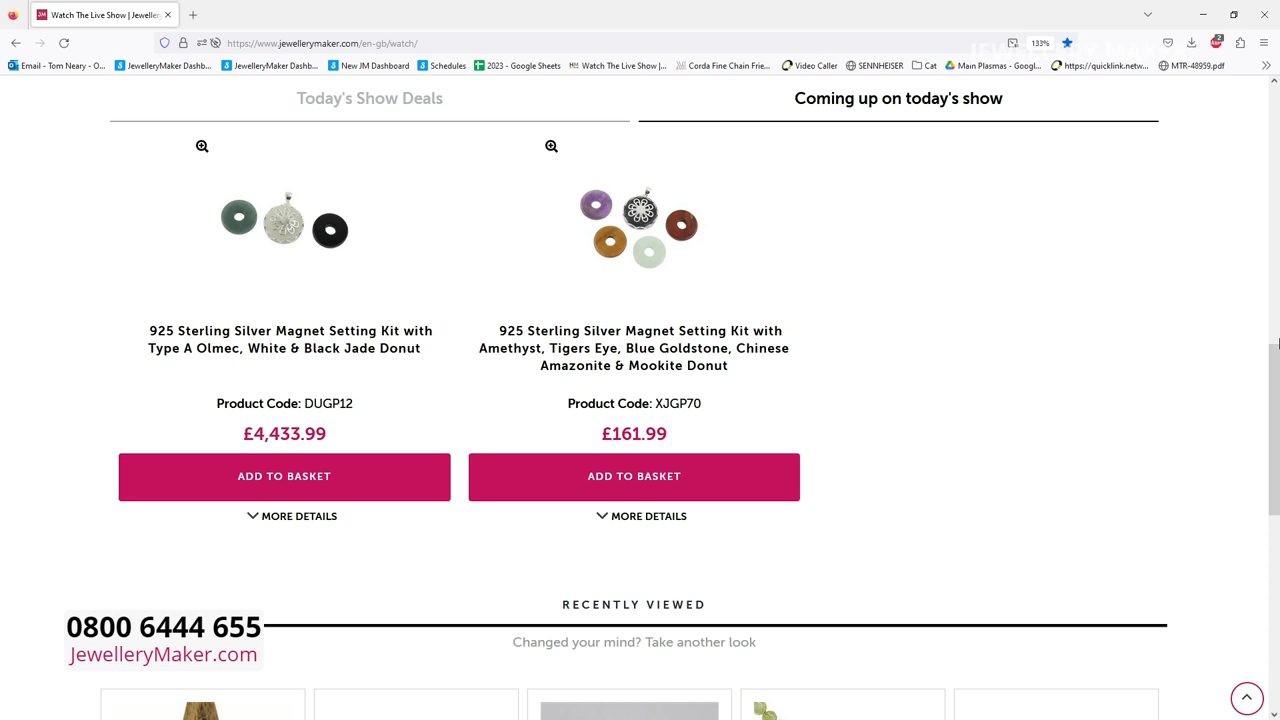 Watch The Live Show | Jeweller
https://www.jewellerymaker.com/en-gb/watch/
133%
2
Email - Tom Neary - O...
JewelleryMaker Dashb...
JewelleryMaker Dashb...
New JM Dashboard
Schedules
2023 - Google Sheets
Watch The Live Show |...
Corda Fine Chain Frie...
Video Caller
SENNHEISER
Cat
Main Plasmas - Googl...
https://quicklink.netw...
MTR-48959.pdf
Today's Show Deals
Coming up on today's show
925 Sterling Silver Magnet Setting Kit with
Type A Olmec, White & Black Jade Donut
Product Code: DUGP12
£4,433.99
ADD TO BASKET
MORE DETAILS
925 Sterling Silver Magnet Setting Kit with
Amethyst, Tigers Eye, Blue Goldstone, Chinese
Amazonite & Mookite Donut
Product Code: XJGP70
£161.99
ADD TO BASKET
MORE DETAILS
RECENTLY VIEWED
Changed your mind? Take another look
0800 6444 655
JewelleryMaker.com